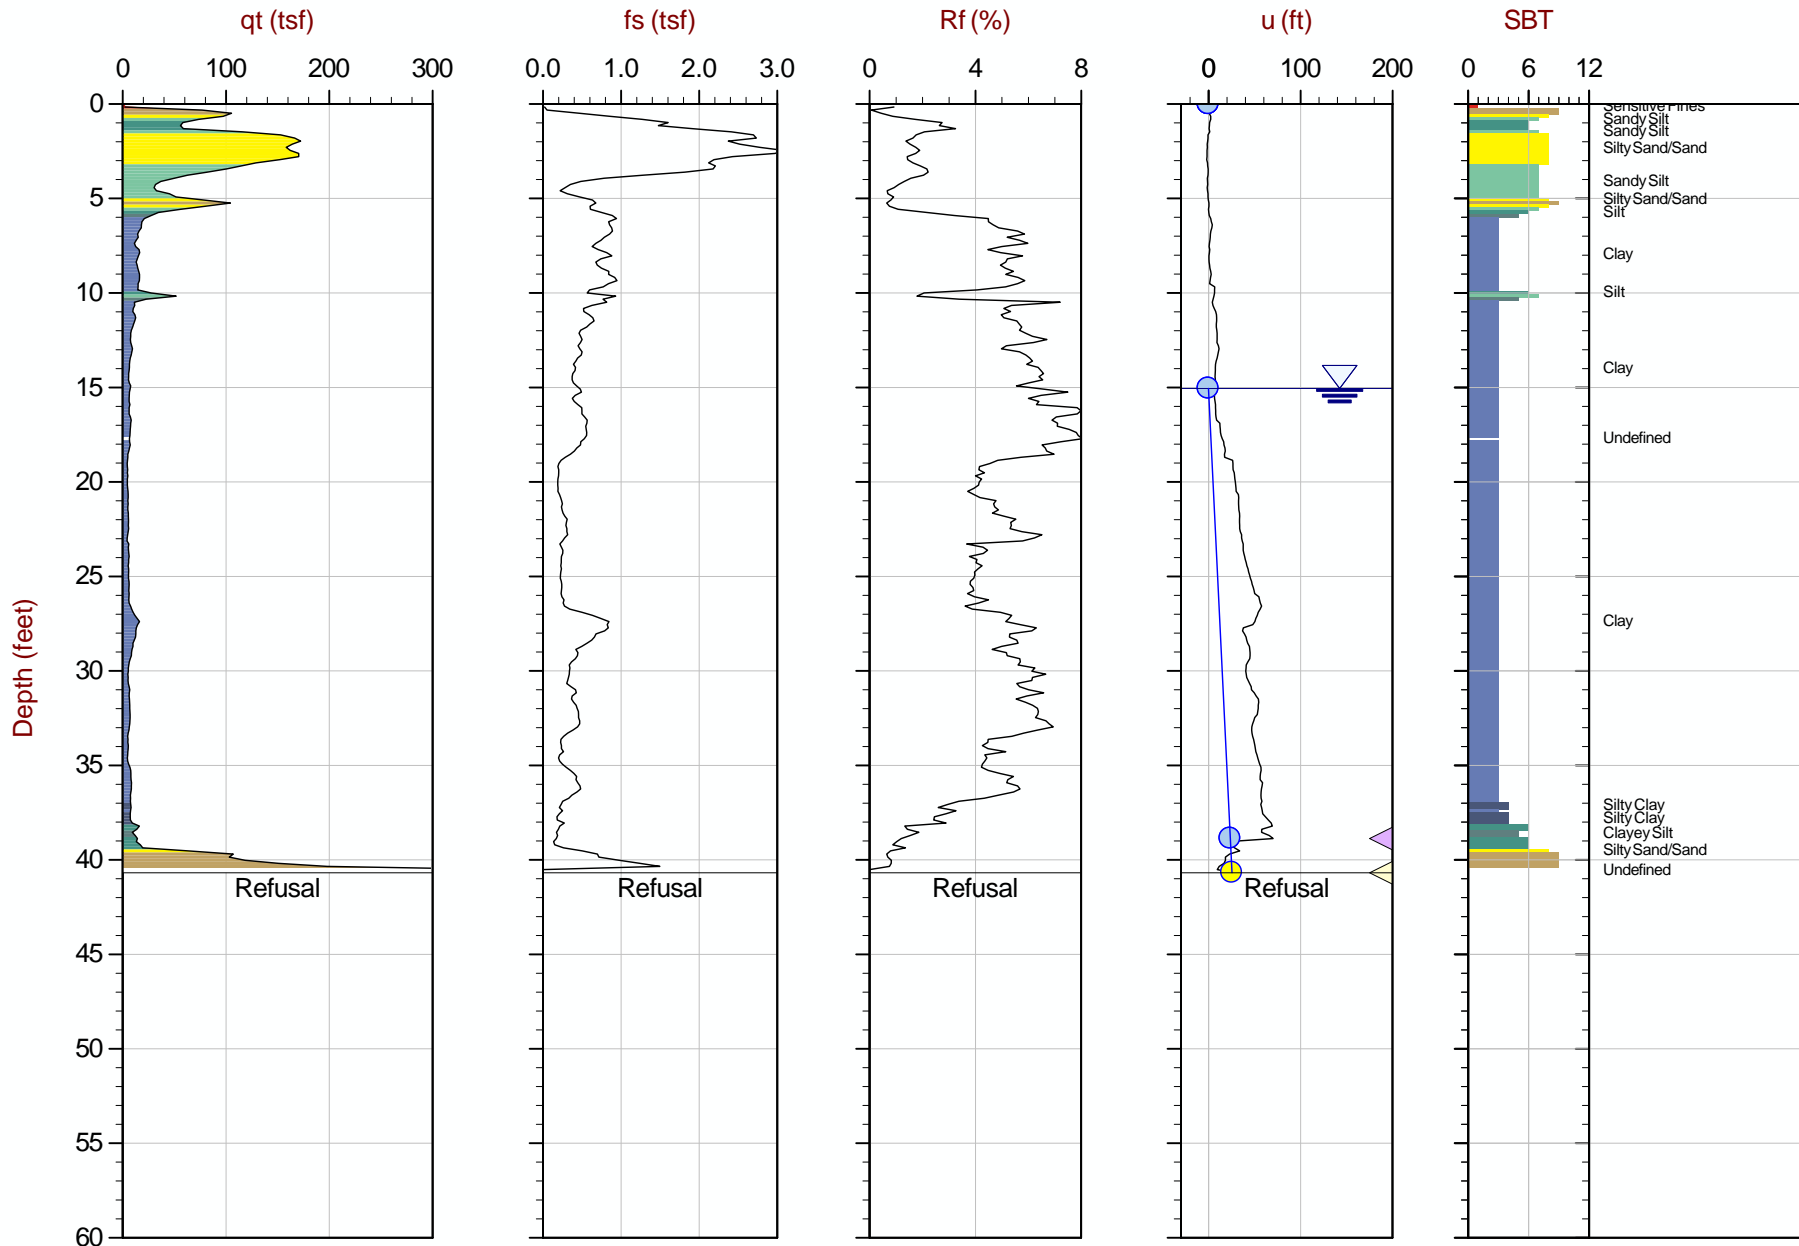 qt (tsf)
fs (tsf)
Rf (%)
u (ft)
SBT
0 100 200 300
0.0 1.0 2.0 3.0
0 4 8
0 100 200
0 6 12
Depth (feet)
0
5
10
15
20
25
30
35
40
45
50
55
60
Refusal
Refusal
Refusal
Refusal
Sensitive Fines
Sandy Silt
Sandy Silt
Silty Sand/Sand
Sandy Silt
Silty Sand/Sand
Silt
Clay
Silt
Clay
Undefined
Clay
Silty Clay
Silty Clay
Clayey Silt
Silty Sand/Sand
Undefined